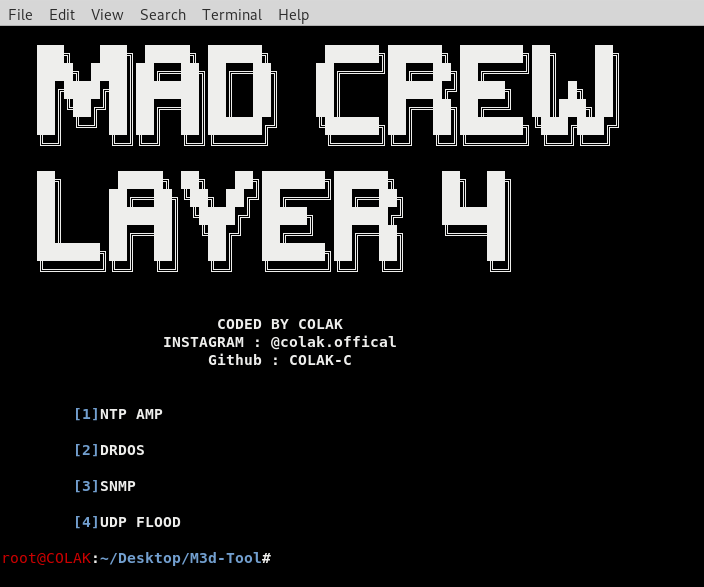 File Edit View Search Terminal Help
MAD CREW
LAYER 4
CODED BY COLAK
INSTAGRAM : @colak.offical
Github : COLAK-C
[1]NTP AMP
[2]DRDOS
[3]SNMP
[4]UDP FLOOD
root@COLAK:~/Desktop/M3d-Tool#